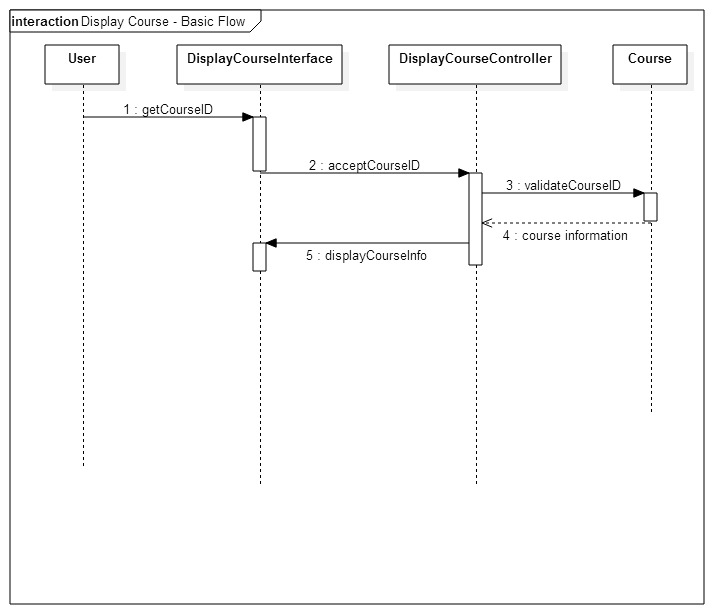 interaction Display Course - Basic Flow
User
DisplayCourseInterface
DisplayCourseController
Course
1 : getCourseID
2 : acceptCourseID
3 : validateCourseID
4 : course information
5 : displayCourseInfo